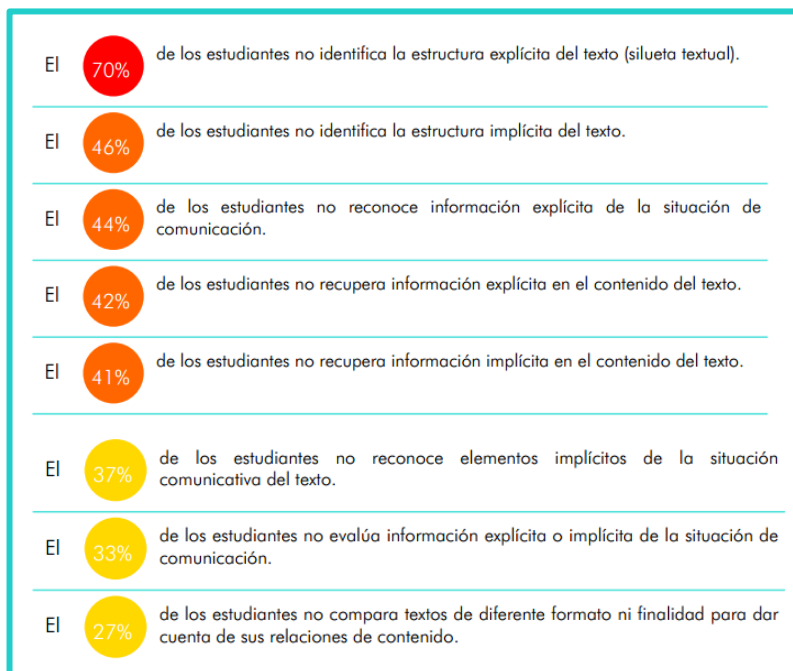 El 70% de los estudiantes no identifica la estructura explícita del texto (silueta textual).
El 46% de los estudiantes no identifica la estructura implícita del texto.
El 44% de los estudiantes no reconoce información explícita de la situación de
comunicación.
El 42% de los estudiantes no recupera información explícita en el contenido del texto.
El 41% de los estudiantes no recupera información implícita en el contenido del texto.
El 37% de los estudiantes no reconoce elementos implícitos de la situación
comunicativa del texto.
El 33% de los estudiantes no evalúa información explícita o implícita de la situación de
comunicación.
El 27% de los estudiantes no compara textos de diferente formato ni finalidad para dar
cuenta de sus relaciones de contenido.